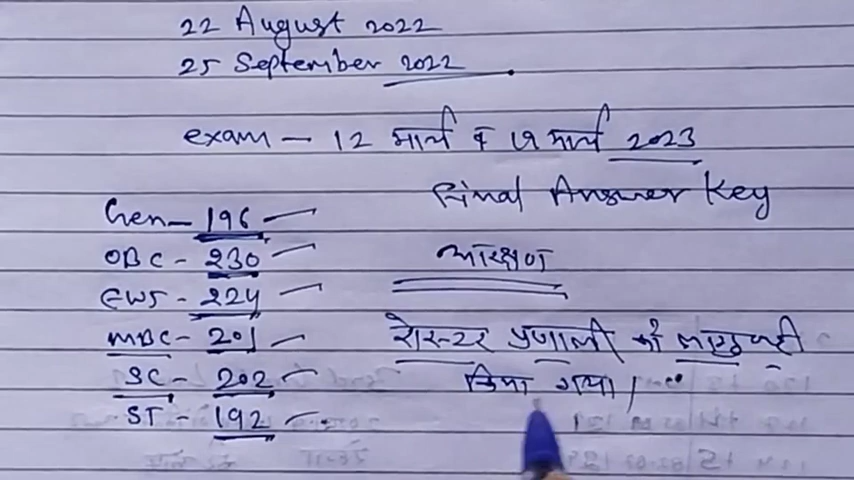 22 August 2022
25 September 2022
exam - 12 मार्च व 19 मार्च 2023
Final Answer Key
Gen - 196
OBC - 230
EWS - 224
MBC - 201
SC - 202
ST - 192
आरक्षण
रोस्टर प्रणाली को लागू नही
किया गया।